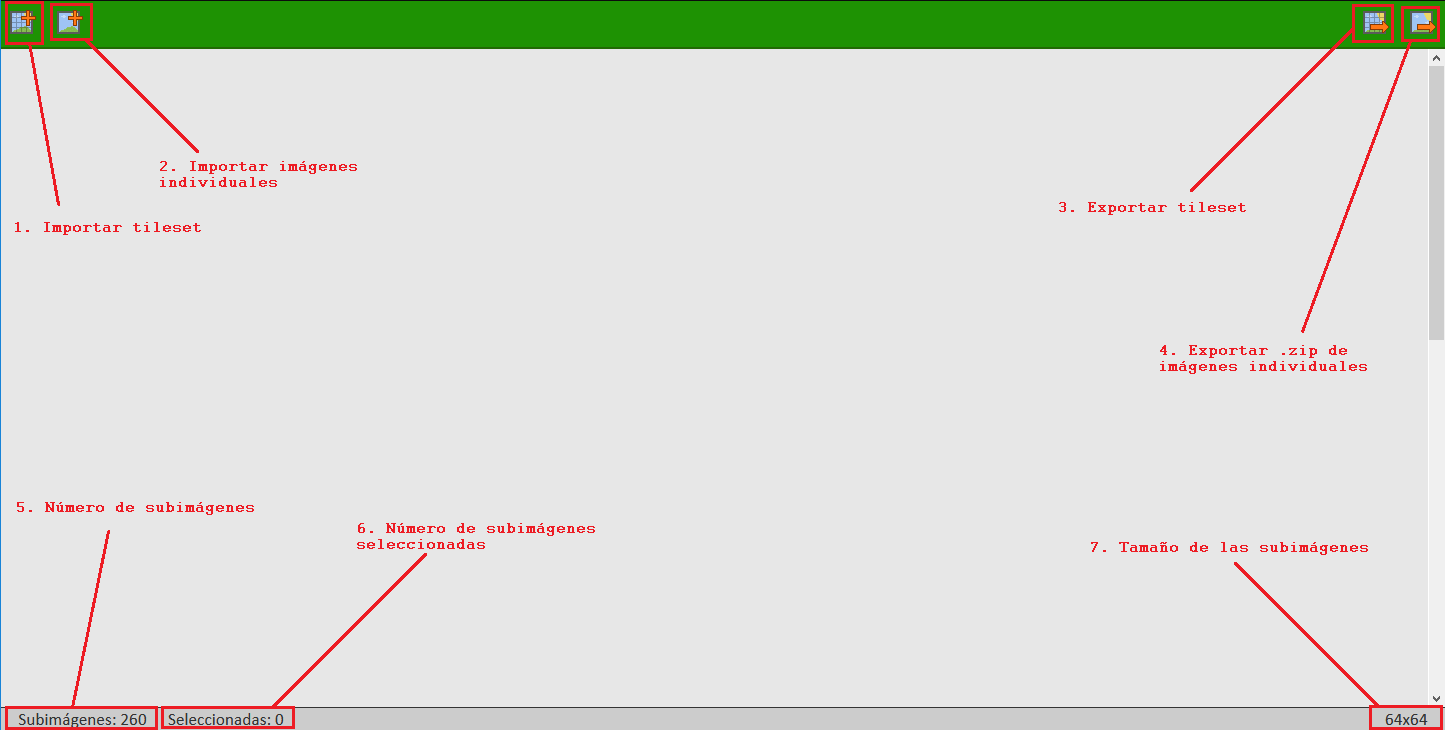 2. Importar imágenes
individuales
1. Importar tileset
3. Exportar tileset
4. Exportar .zip de
imágenes individuales
5. Número de subimágenes
6. Número de subimágenes
seleccionadas
7. Tamaño de las subimágenes
Subimágenes: 260
Seleccionadas: 0
64x64